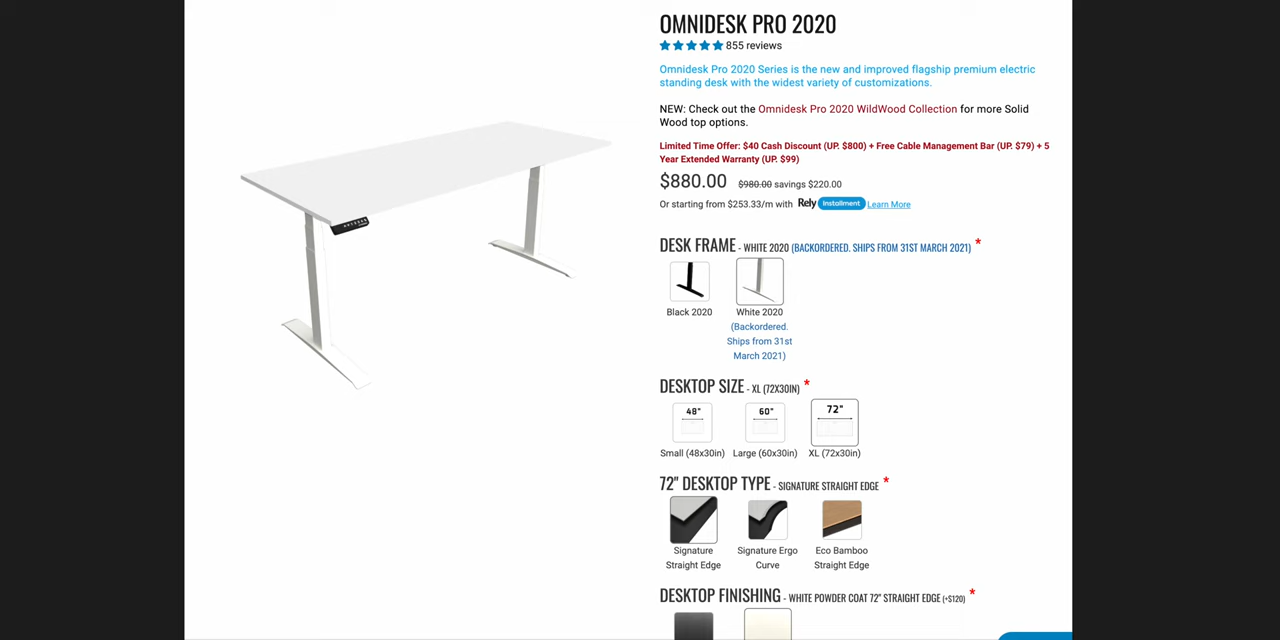 OMNIDESK PRO 2020
855 reviews
Omnidesk Pro 2020 Series is the new and improved flagship premium electric
standing desk with the widest variety of customizations.
NEW: Check out the Omnidesk Pro 2020 WildWood Collection for more Solid
Wood top options.
Limited Time Offer: $40 Cash Discount (UP. $800) + Free Cable Management Bar (UP. $79) + 5
Year Extended Warranty (UP. $99)
$880.00 $980.00 savings $220.00
Or starting from $253.33/m with Rely Installment Learn More
DESK FRAME - WHITE 2020 (BACKORDERED. SHIPS FROM 31ST MARCH 2021) *
Black 2020 White 2020
(Backordered.
Ships from 31st
March 2021)
DESKTOP SIZE - XL (72X30IN) *
48" 60" 72"
Small (48x30in) Large (60x30in) XL (72x30in)
72" DESKTOP TYPE - SIGNATURE STRAIGHT EDGE *
Signature Signature Ergo Eco Bamboo
Straight Edge Curve Straight Edge
DESKTOP FINISHING - WHITE POWDER COAT 72" STRAIGHT EDGE (+$120) *